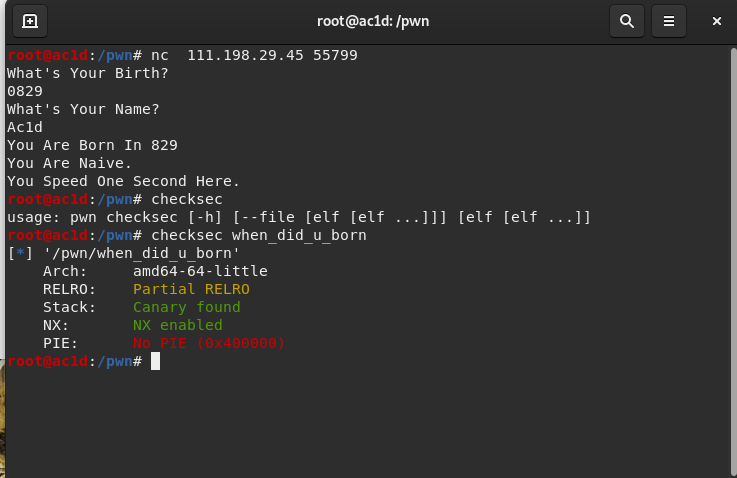 root@ac1d: /pwn
root@ac1d:/pwn# nc  111.198.29.45 55799
What's Your Birth?
0829
What's Your Name?
Ac1d
You Are Born In 829
You Are Naive.
You Speed One Second Here.
root@ac1d:/pwn# checksec
usage: pwn checksec [-h] [--file [elf [elf ...]]] [elf [elf ...]]
root@ac1d:/pwn# checksec when_did_u_born
[*] '/pwn/when_did_u_born'
    Arch:     amd64-64-little
    RELRO:    Partial RELRO
    Stack:    Canary found
    NX:       NX enabled
    PIE:      No PIE (0x400000)
root@ac1d:/pwn#